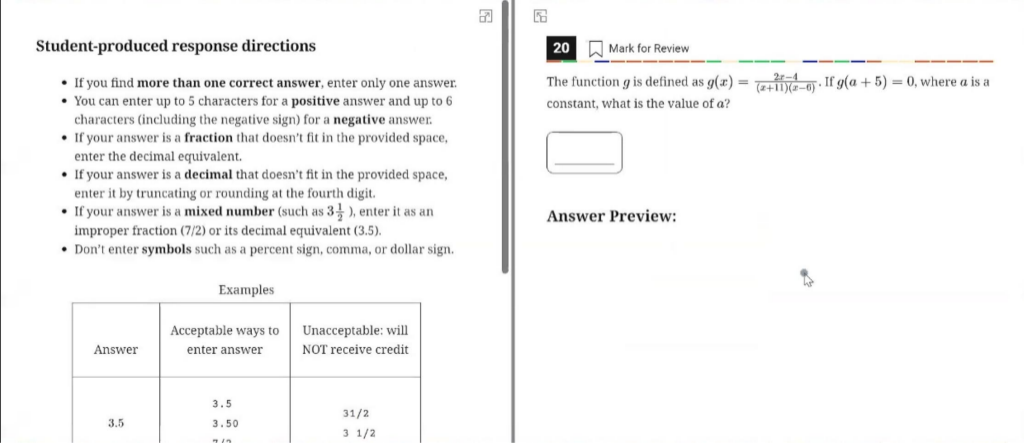 Student-produced response directions
• If you find more than one correct answer, enter only one answer.
• You can enter up to 5 characters for a positive answer and up to 6
characters (including the negative sign) for a negative answer.
• If your answer is a fraction that doesn't fit in the provided space,
enter the decimal equivalent.
• If your answer is a decimal that doesn't fit in the provided space,
enter it by truncating or rounding at the fourth digit.
• If your answer is a mixed number (such as 3 1/2 ), enter it as an
improper fraction (7/2) or its decimal equivalent (3.5).
• Don't enter symbols such as a percent sign, comma, or dollar sign.
Examples
Answer
Acceptable ways to
enter answer
Unacceptable: will
NOT receive credit
3.5
3.5
3.50
31/2
3 1/2
20 Mark for Review
The function g is defined as g(x) = (2x−4)/((x+11)(x−6)). If g(a + 5) = 0, where a is a
constant, what is the value of a?
Answer Preview: